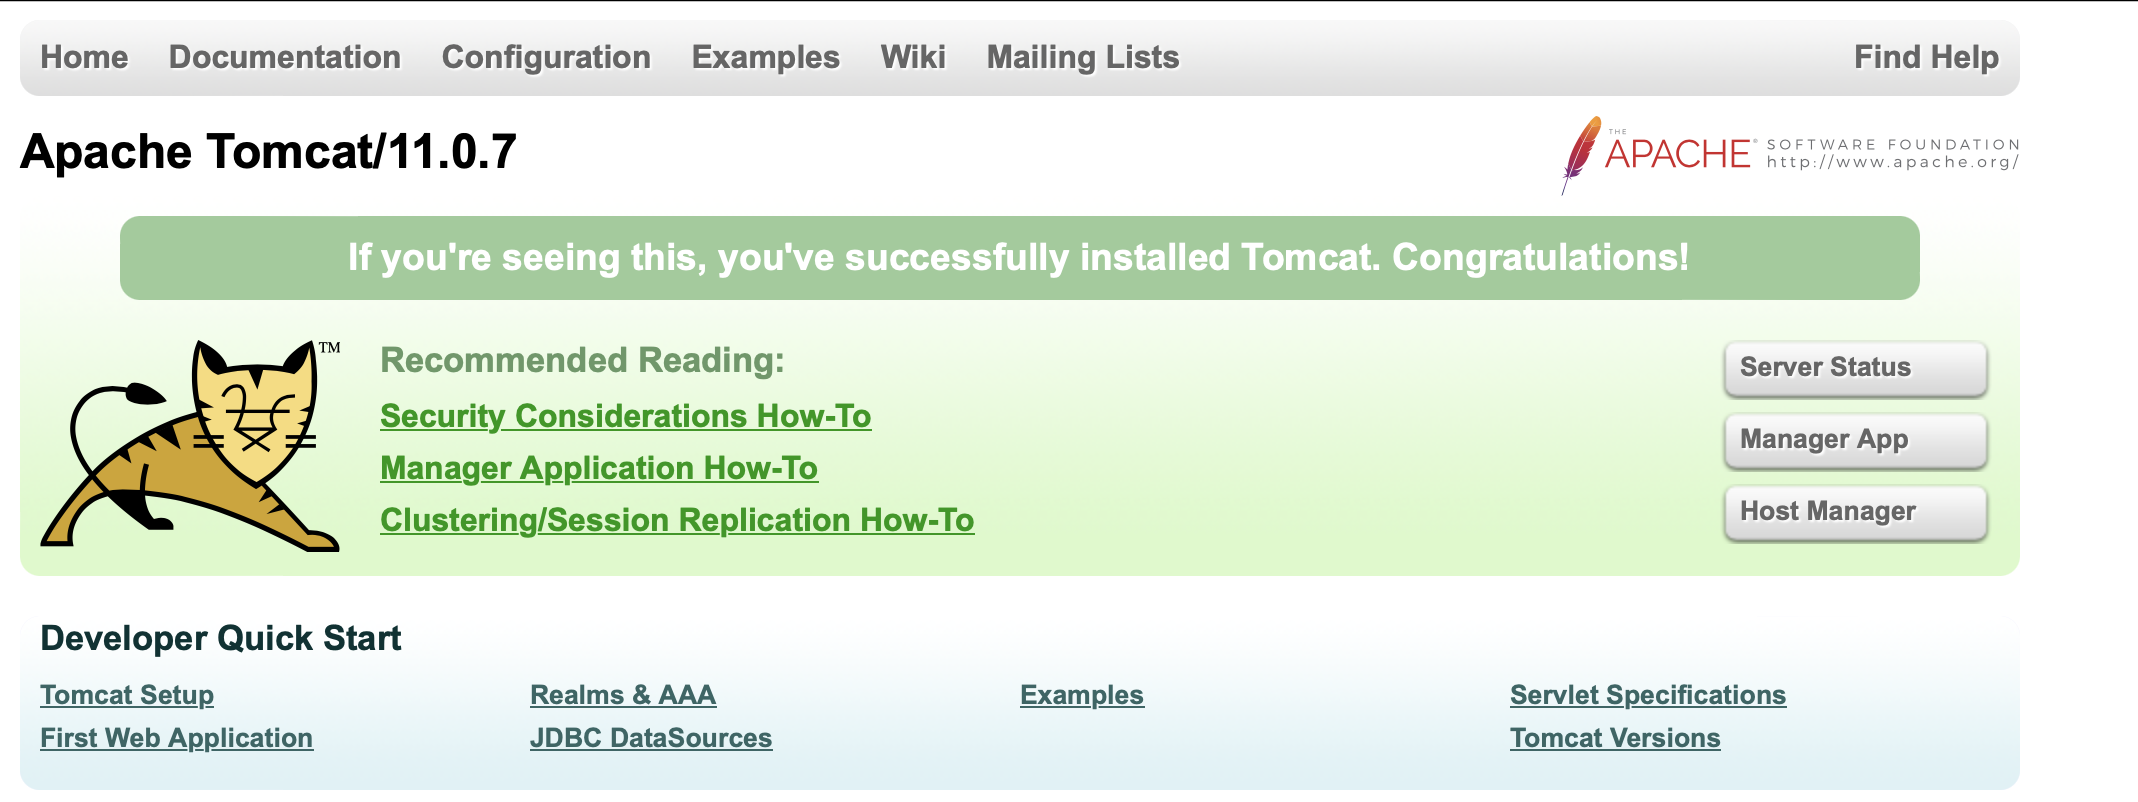 Home Documentation Configuration Examples Wiki Mailing Lists Find Help
Apache Tomcat/11.0.7
THE APACHE® SOFTWARE FOUNDATION
http://www.apache.org/
If you're seeing this, you've successfully installed Tomcat. Congratulations!
TM
Recommended Reading:
Security Considerations How-To
Manager Application How-To
Clustering/Session Replication How-To
Server Status
Manager App
Host Manager
Developer Quick Start
Tomcat Setup
First Web Application
Realms & AAA
JDBC DataSources
Examples
Servlet Specifications
Tomcat Versions